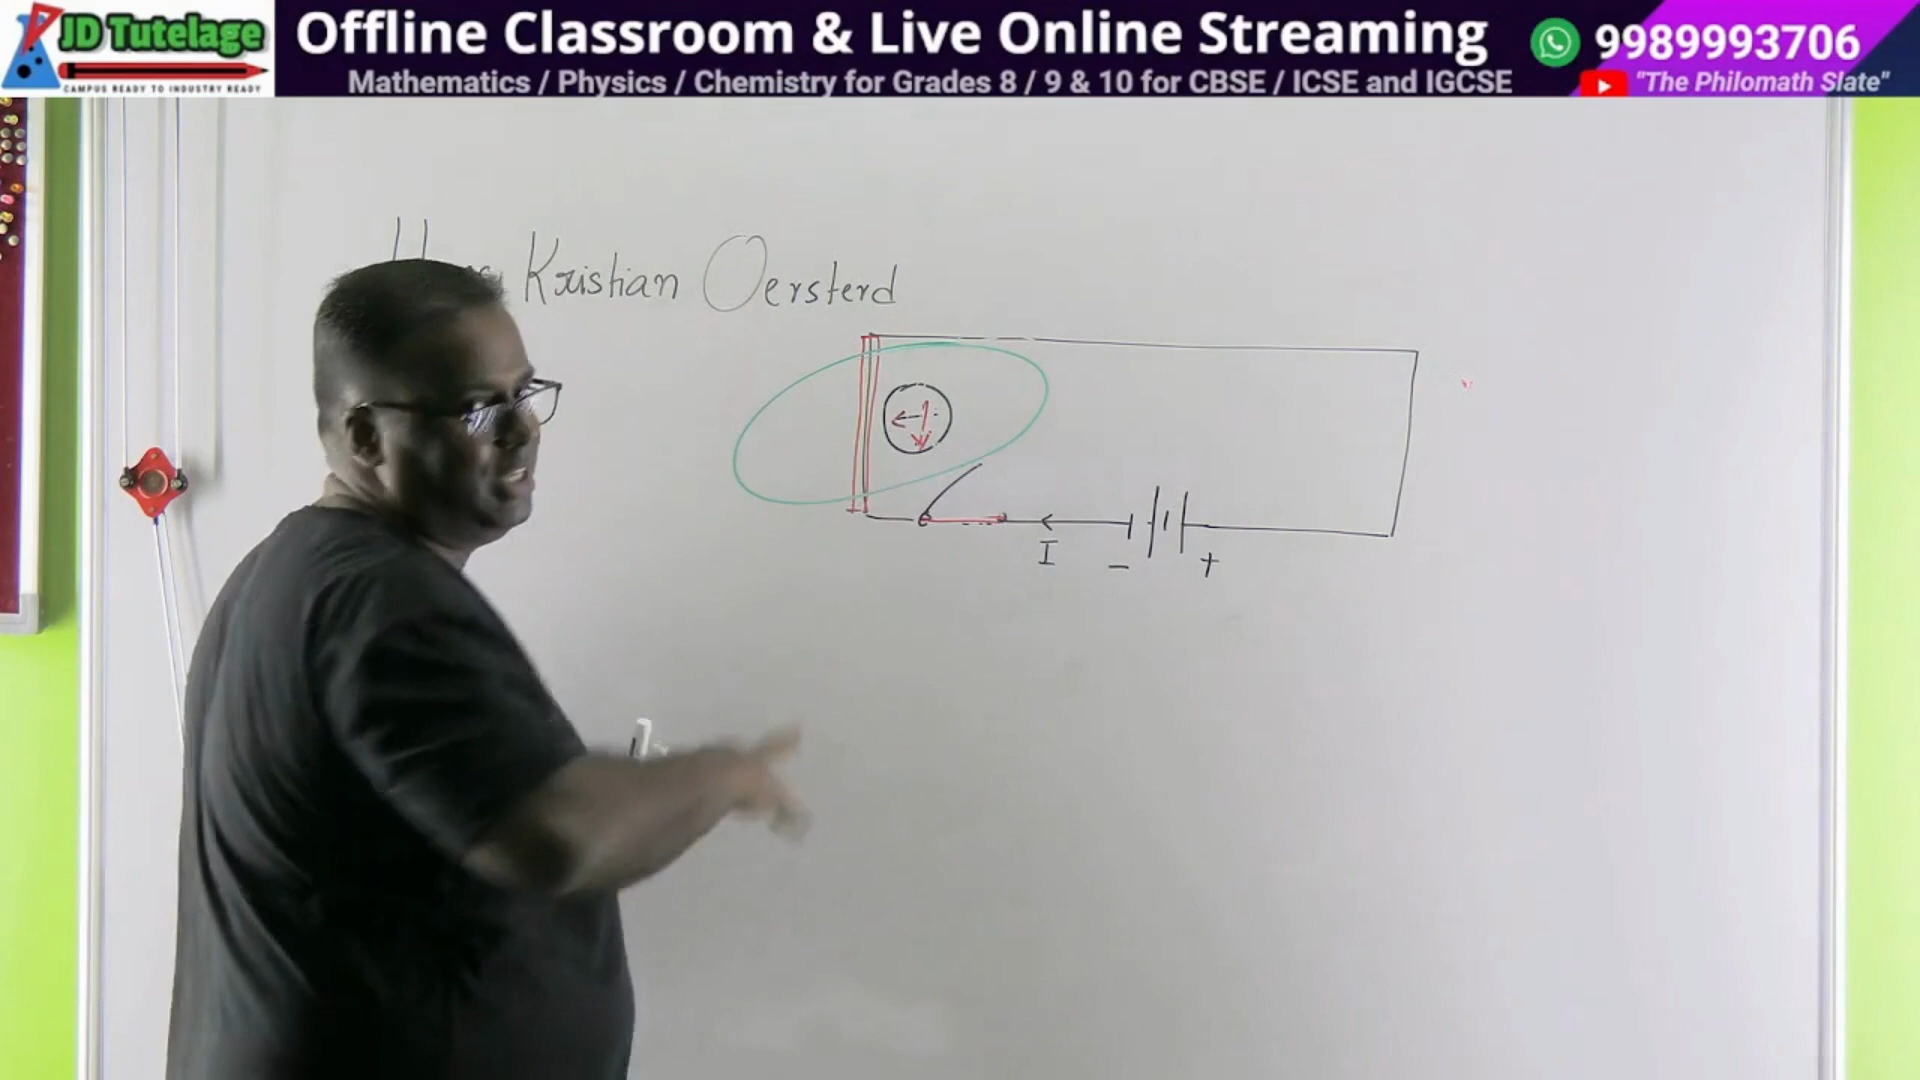 JD Tutelage
CAMPUS READY TO INDUSTRY READY
Offline Classroom & Live Online Streaming
9989993706
Mathematics / Physics / Chemistry for Grades 8 / 9 & 10 for CBSE / ICSE and IGCSE
"The Philomath Slate"
Kristian Oersterd
I
- +